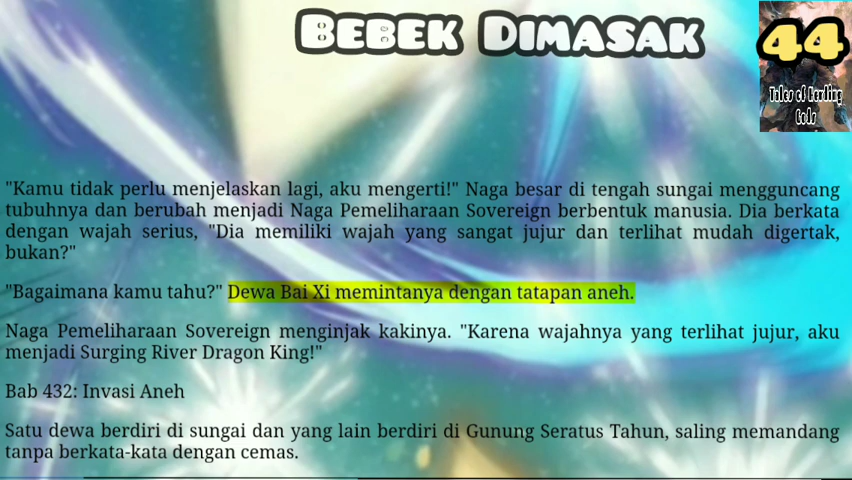 BEBEK DIMASAK
44
Tales of Herding
Gods
"Kamu tidak perlu menjelaskan lagi, aku mengerti!" Naga besar di tengah sungai mengguncang
tubuhnya dan berubah menjadi Naga Pemeliharaan Sovereign berbentuk manusia. Dia berkata
dengan wajah serius, "Dia memiliki wajah yang sangat jujur dan terlihat mudah digertak,
bukan?"
"Bagaimana kamu tahu?" Dewa Bai Xi memintanya dengan tatapan aneh.
Naga Pemeliharaan Sovereign menginjak kakinya. "Karena wajahnya yang terlihat jujur, aku
menjadi Surging River Dragon King!"
Bab 432: Invasi Aneh
Satu dewa berdiri di sungai dan yang lain berdiri di Gunung Seratus Tahun, saling memandang
tanpa berkata-kata dengan cemas.